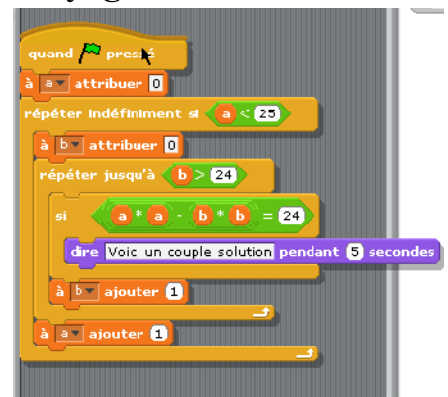 quand pressé
à a attribuer 0
répéter indéfiniment si a < 25
à b attribuer 0
répéter jusqu'à b > 24
si a * a - b * b = 24
dire Voic un couple solution pendant 5 secondes
à b ajouter 1
à a ajouter 1